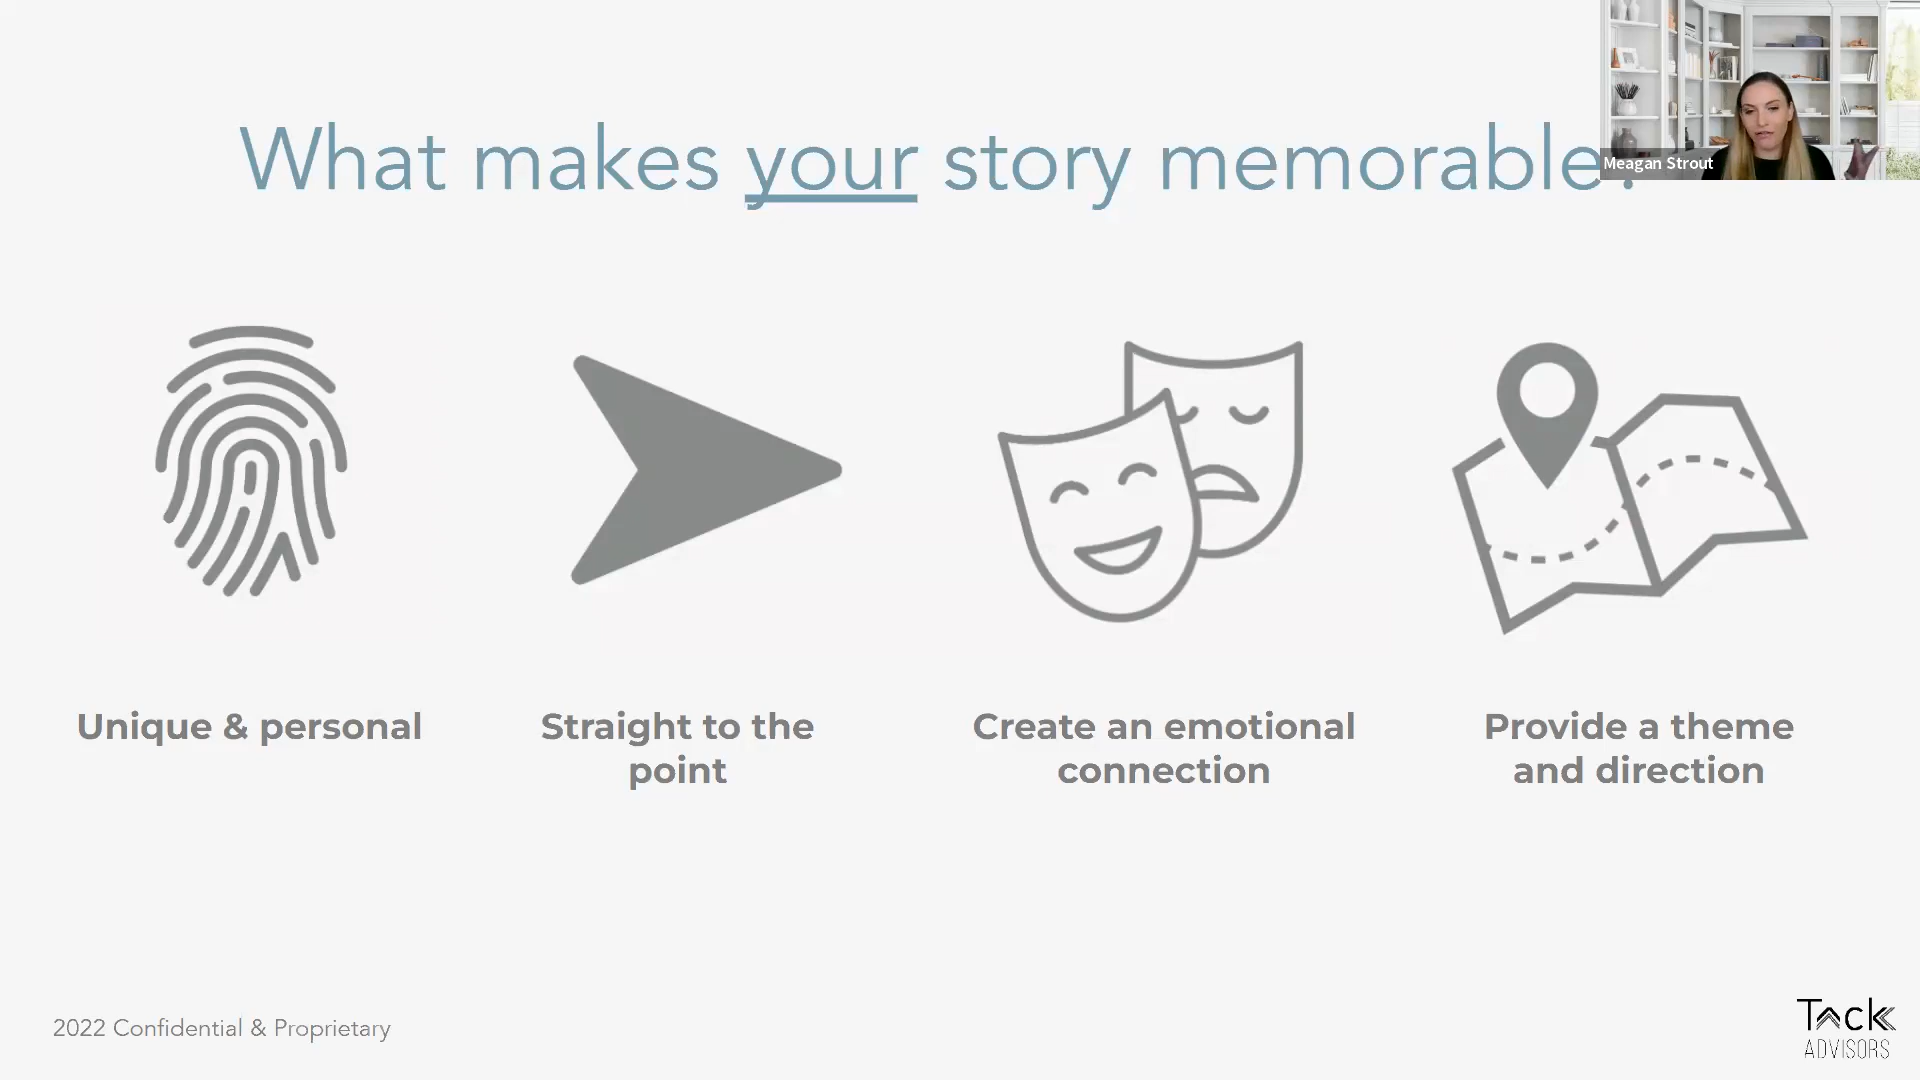 What makes your story memorable?
Meagan Strout
Unique & personal
Straight to the
point
Create an emotional
connection
Provide a theme
and direction
2022 Confidential & Proprietary
Tack
ADVISORS